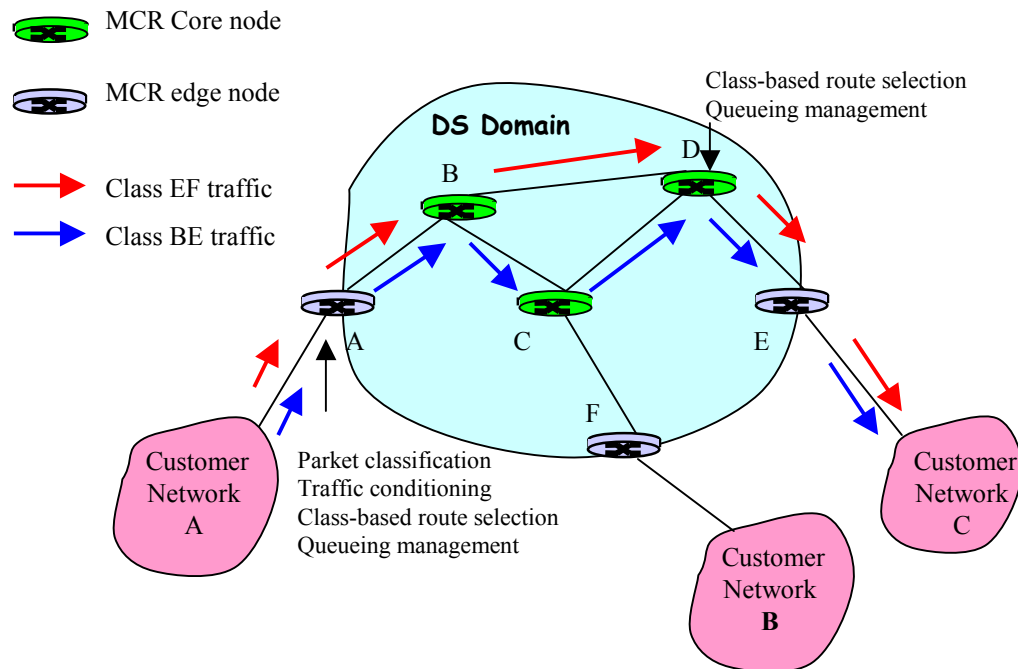 MCR Core node
MCR edge node
Class EF traffic
Class BE traffic
Class-based route selection
Queueing management
DS Domain
B
D
A
C
E
F
Parket classification
Traffic conditioning
Class-based route selection
Queueing management
Customer
Network
A
Customer
Network
B
Customer
Network
C